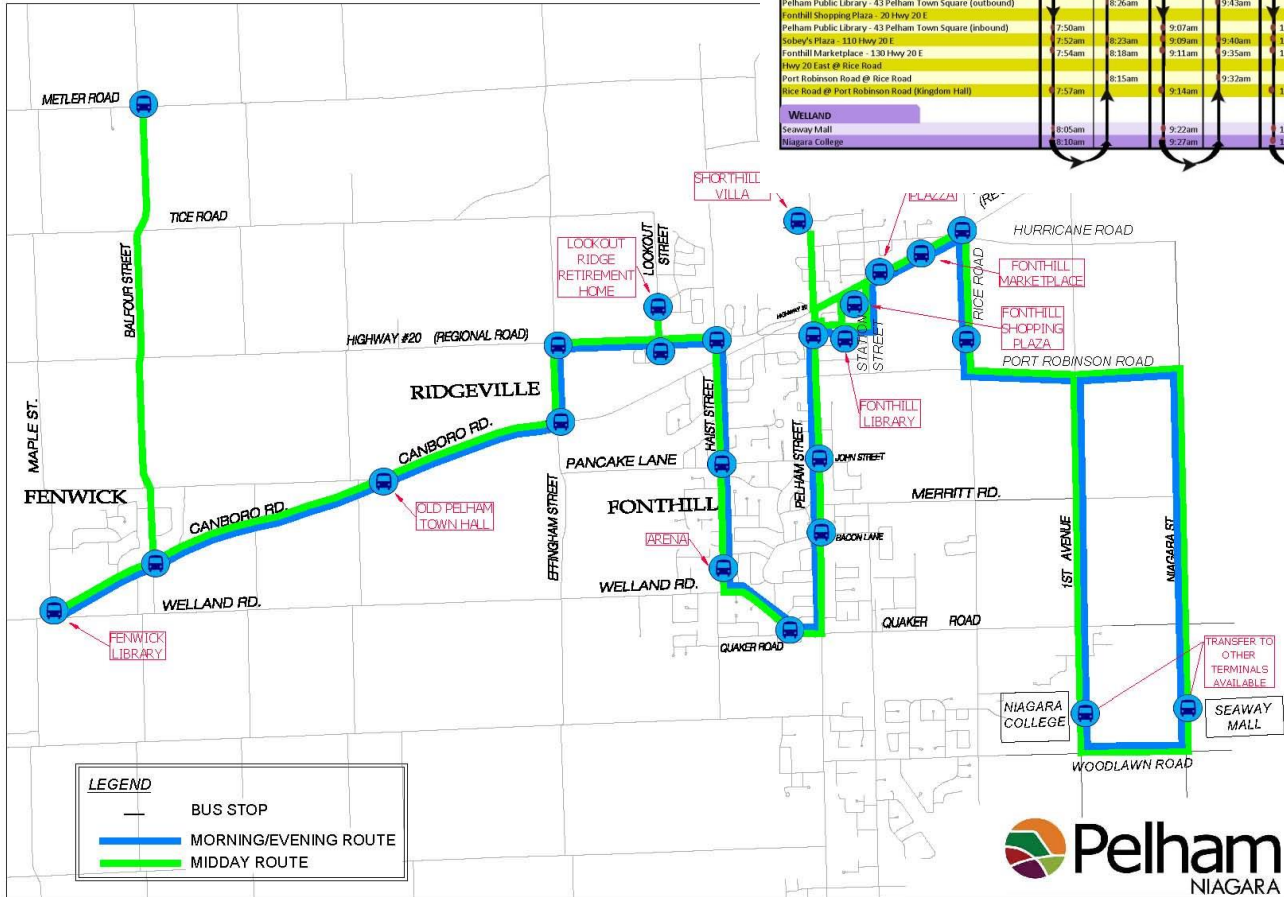 Pelham Public Library - 43 Pelham Town Square (outbound) 8:26am 9:43am
Fonthill Shopping Plaza - 20 Hwy 20 E
Pelham Public Library - 43 Pelham Town Square (inbound) 7:50am 9:07am
Sobey's Plaza - 110 Hwy 20 E 7:52am 8:23am 9:09am 9:40am
Fonthill Marketplace - 130 Hwy 20 E 7:54am 8:18am 9:11am 9:35am
Hwy 20 East @ Rice Road
Port Robinson Road @ Rice Road 8:15am 9:32am
Rice Road @ Port Robinson Road (Kingdom Hall) 7:57am 9:14am
WELLAND
Seaway Mall 8:05am 9:22am
Niagara College 8:10am 9:27am
METLER ROAD
SHORTHILL
VILLA
PLAZZA
TICE ROAD
HURRICANE ROAD
LOOKOUT
RIDGE
RETIREMENT
HOME
LOOKOUT
STREET
BALFOUR STREET
FONTHILL
MARKETPLACE
RICE ROAD
HIGHWAY #20 (REGIONAL ROAD)
FONTHILL
SHOPPING
PLAZA
STATION
STREET
PORT ROBINSON ROAD
RIDGEVILLE
FONTHILL
LIBRARY
MAPLE ST.
CANBORO RD.
HAIST STREET
PELHAM STREET
PANCAKE LANE
JOHN STREET
FENWICK
CANBORO RD.
OLD PELHAM
TOWN HALL
EFFINGHAM STREET
FONTHILL
MERRITT RD.
ARENA
BACON LANE
1ST AVENUE
NIAGARA ST
WELLAND RD.
WELLAND RD.
FENWICK
LIBRARY
QUAKER ROAD
QUAKER ROAD
TRANSFER TO
OTHER
TERMINALS
AVAILABLE
NIAGARA
COLLEGE
SEAWAY
MALL
WOODLAWN ROAD
LEGEND
BUS STOP
MORNING/EVENING ROUTE
MIDDAY ROUTE
Pelham
NIAGARA